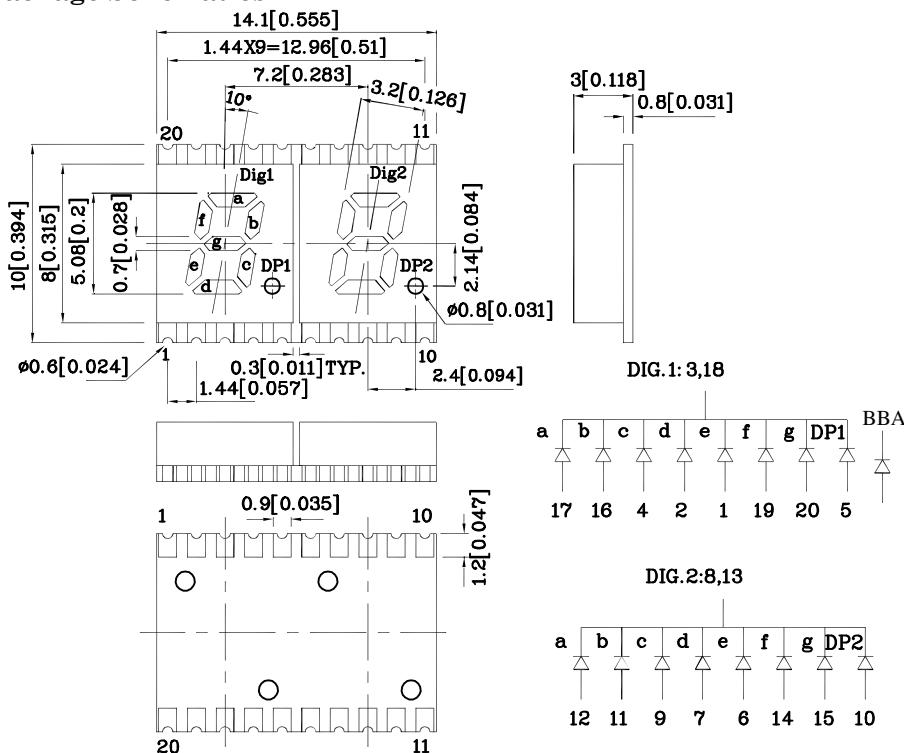 14.1[0.555]
1.44X9=12.96[0.51]
7.2[0.283]
3.2[0.126]
10°
3[0.118]
0.8[0.031]
20
11
Dig1
Dig2
a
f
b
g
e
c
d
DP1
DP2
10[0.394]
8[0.315]
5.08[0.2]
0.7[0.028]
2.14[0.084]
ø0.8[0.031]
1
10
ø0.6[0.024]
0.3[0.011]TYP.
1.44[0.057]
2.4[0.094]
DIG.1: 3,18
a b c d e f g DP1
BBA
17 16 4 2 1 19 20 5
0.9[0.035]
1
10
1.2[0.047]
DIG.2:8,13
a b c d e f g DP2
12 11 9 7 6 14 15 10
20
11